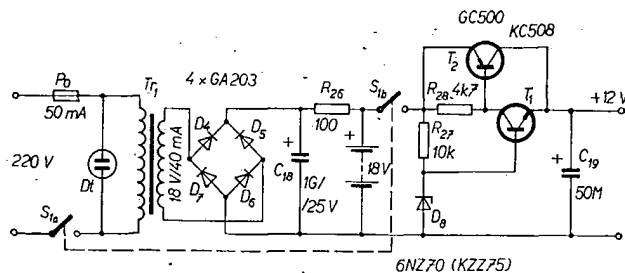 GC500
KC508
T2
4 x GA203
Tr1
Po
50 mA
R26
100
S1b
R28 4k7
T1
+12 V
D4
D5
R27
10k
220 V
Dt
18 V/40 mA
+
C18
1G/
/25 V
+
18 V
+
C19
50M
D7
D6
D8
S1a
6NZ70 (KZZ75)